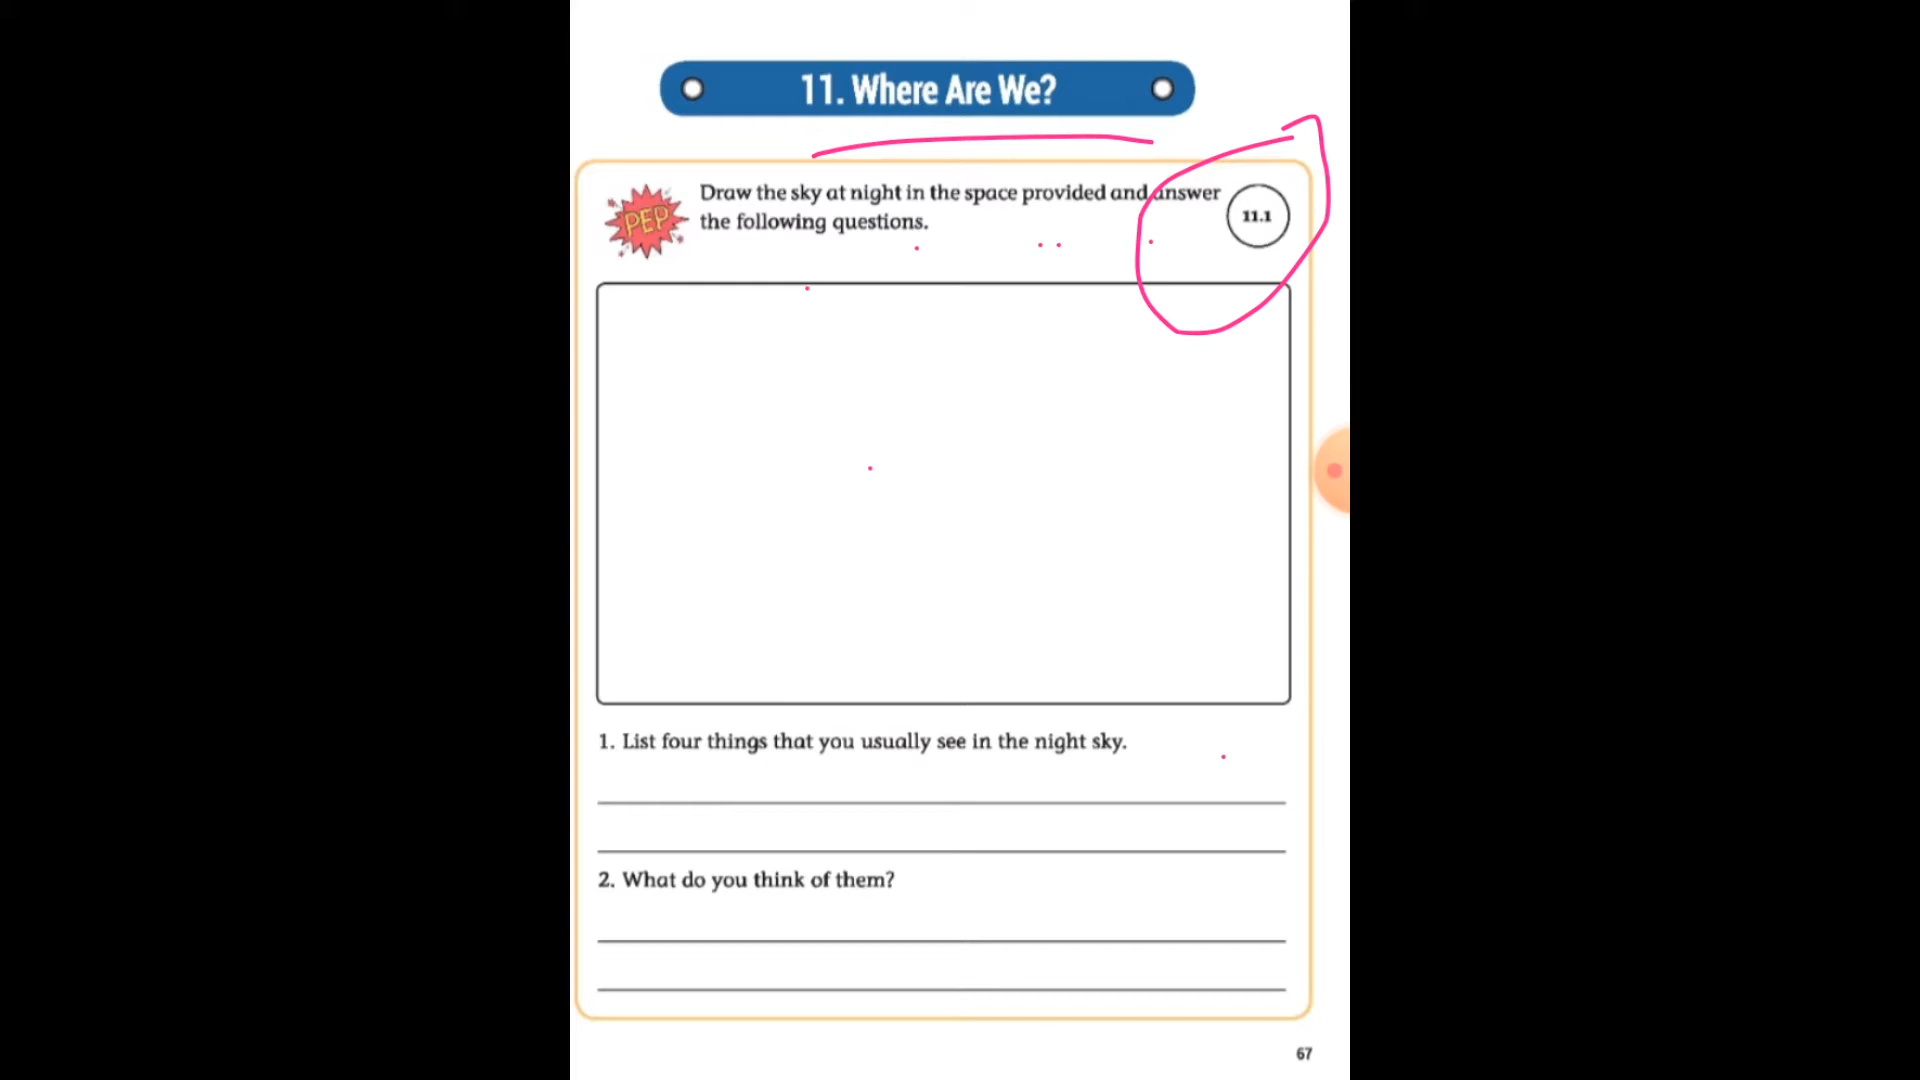 11. Where Are We?
PEP
Draw the sky at night in the space provided and answer
the following questions.
11.1
1. List four things that you usually see in the night sky.
2. What do you think of them?
67